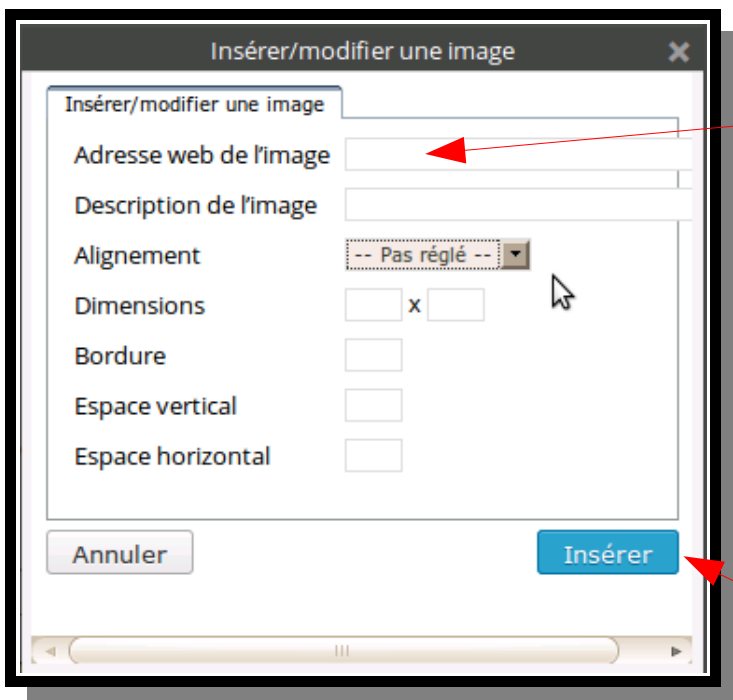 Insérer/modifier une image
Insérer/modifier une image
Adresse web de l'image
Description de l'image
Alignement -- Pas réglé --
Dimensions x
Bordure
Espace vertical
Espace horizontal
Annuler Insérer